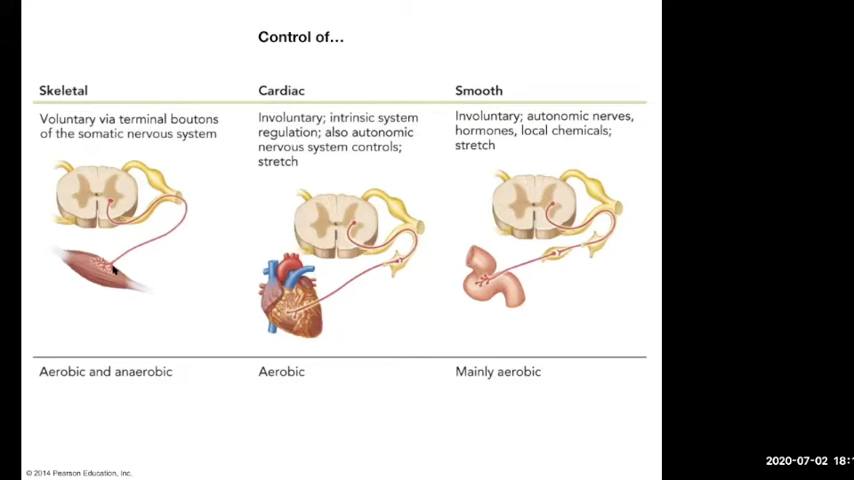 Control of...
Skeletal
Voluntary via terminal boutons
of the somatic nervous system
Cardiac
Involuntary; intrinsic system
regulation; also autonomic
nervous system controls;
stretch
Smooth
Involuntary; autonomic nerves,
hormones, local chemicals;
stretch
Aerobic and anaerobic
Aerobic
Mainly aerobic
© 2014 Pearson Education, Inc.
2020-07-02 18:1